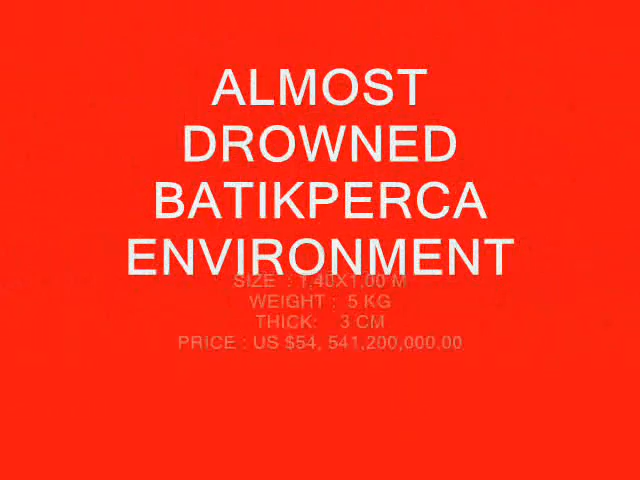 ALMOST
DROWNED
BATIKPERCA
ENVIRONMENT
SIZE : 1,40X1,00 M
WEIGHT : 5 KG
THICK: 3 CM
PRICE : US $54, 541,200,000.00